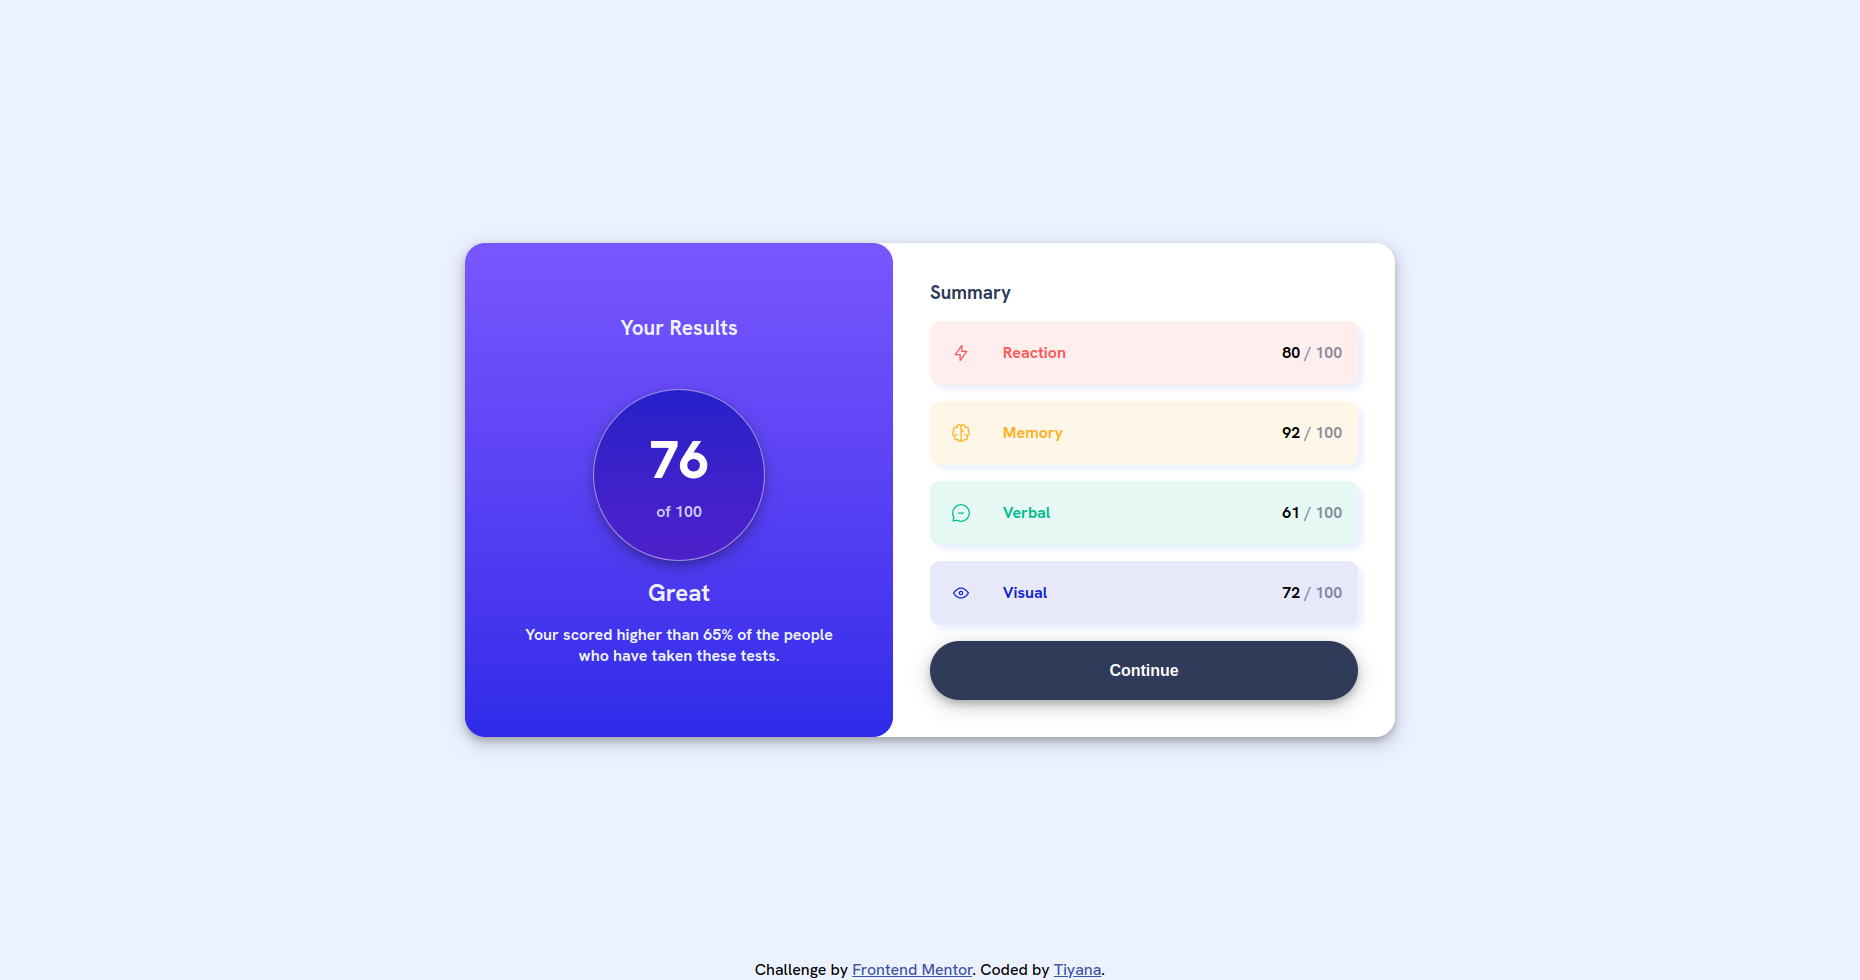 Your Results
76
of 100
Great
Your scored higher than 65% of the people
who have taken these tests.
Summary
Reaction 80 / 100
Memory 92 / 100
Verbal 61 / 100
Visual 72 / 100
Continue
Challenge by Frontend Mentor. Coded by Tiyana.